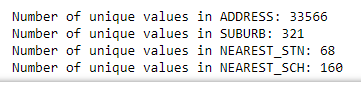 Number of unique values in ADDRESS: 33566
Number of unique values in SUBURB: 321
Number of unique values in NEAREST_STN: 68
Number of unique values in NEAREST_SCH: 160